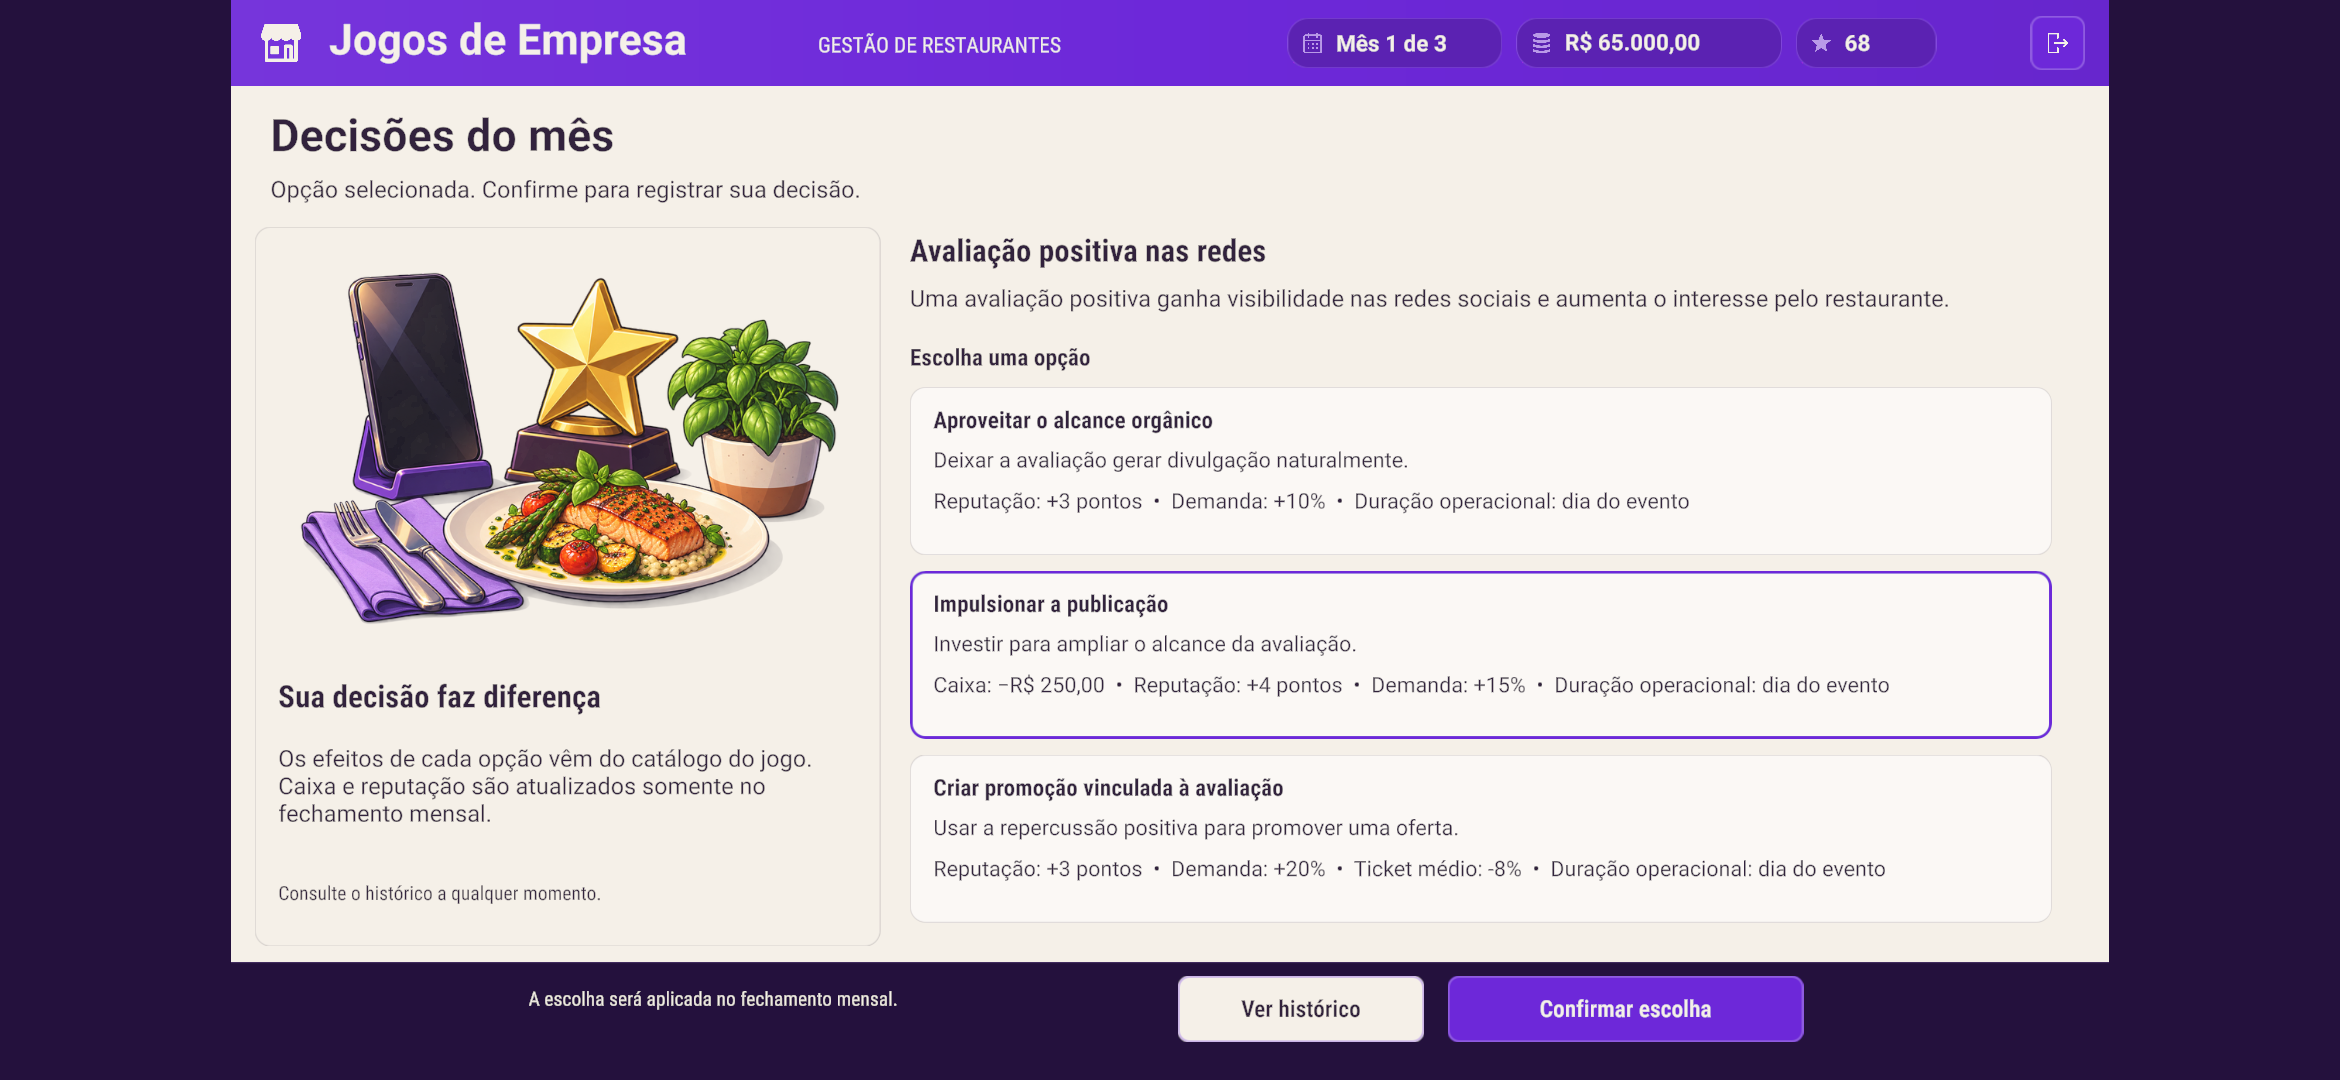 Jogos de Empresa
GESTÃO DE RESTAURANTES
Mês 1 de 3
R$ 65.000,00
68
Decisões do mês
Opção selecionada. Confirme para registrar sua decisão.
Sua decisão faz diferença
Os efeitos de cada opção vêm do catálogo do jogo.
Caixa e reputação são atualizados somente no
fechamento mensal.
Consulte o histórico a qualquer momento.
Avaliação positiva nas redes
Uma avaliação positiva ganha visibilidade nas redes sociais e aumenta o interesse pelo restaurante.
Escolha uma opção
Aproveitar o alcance orgânico
Deixar a avaliação gerar divulgação naturalmente.
Reputação: +3 pontos • Demanda: +10% • Duração operacional: dia do evento
Impulsionar a publicação
Investir para ampliar o alcance da avaliação.
Caixa: −R$ 250,00 • Reputação: +4 pontos • Demanda: +15% • Duração operacional: dia do evento
Criar promoção vinculada à avaliação
Usar a repercussão positiva para promover uma oferta.
Reputação: +3 pontos • Demanda: +20% • Ticket médio: -8% • Duração operacional: dia do evento
A escolha será aplicada no fechamento mensal.
Ver histórico
Confirmar escolha